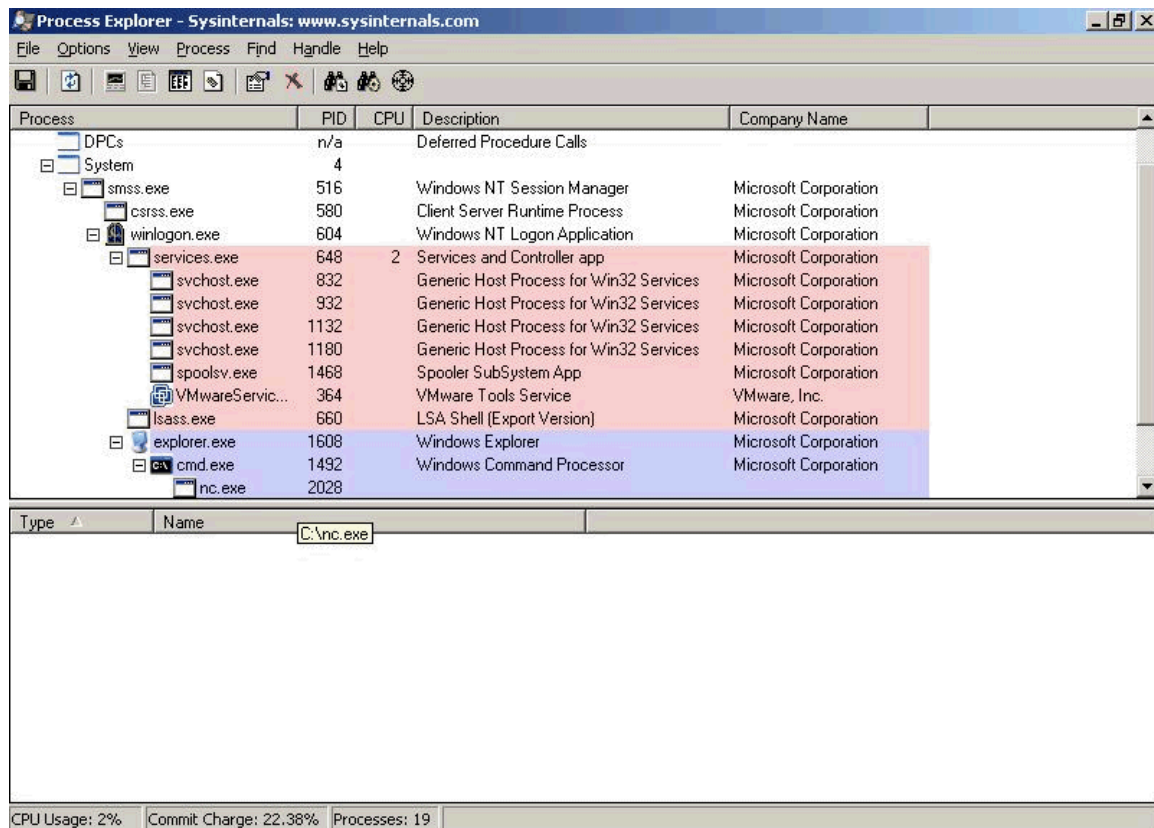 Process Explorer - Sysinternals: www.sysinternals.com
File Options View Process Find Handle Help
Process PID CPU Description Company Name
DPCs n/a Deferred Procedure Calls
System 4
smss.exe 516 Windows NT Session Manager Microsoft Corporation
csrss.exe 580 Client Server Runtime Process Microsoft Corporation
winlogon.exe 604 Windows NT Logon Application Microsoft Corporation
services.exe 648 2 Services and Controller app Microsoft Corporation
svchost.exe 832 Generic Host Process for Win32 Services Microsoft Corporation
svchost.exe 932 Generic Host Process for Win32 Services Microsoft Corporation
svchost.exe 1132 Generic Host Process for Win32 Services Microsoft Corporation
svchost.exe 1180 Generic Host Process for Win32 Services Microsoft Corporation
spoolsv.exe 1468 Spooler SubSystem App Microsoft Corporation
VMwareServic... 364 VMware Tools Service VMware, Inc.
lsass.exe 660 LSA Shell (Export Version) Microsoft Corporation
explorer.exe 1608 Windows Explorer Microsoft Corporation
cmd.exe 1492 Windows Command Processor Microsoft Corporation
nc.exe 2028
Type Name
C:\nc.exe
CPU Usage: 2% Commit Charge: 22.38% Processes: 19